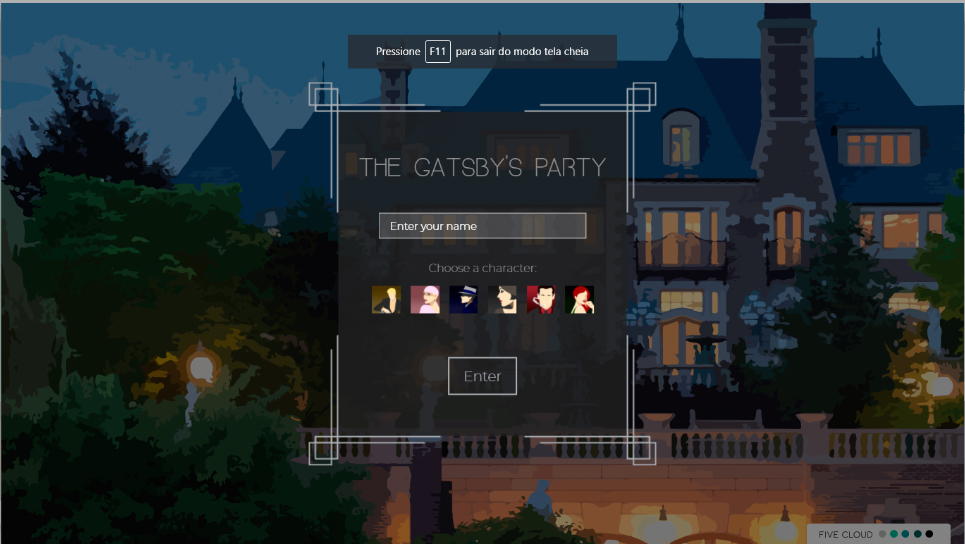 Pressione F11 para sair do modo tela cheia
THE GATSBY'S PARTY
Enter your name
Choose a character:
Enter
FIVE CLOUD